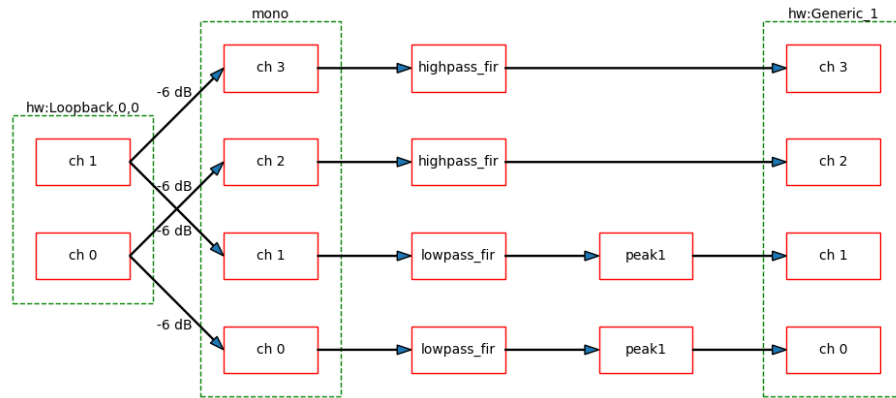 mono
hw:Generic_1
ch 3
highpass_fir
ch 3
-6 dB
hw:Loopback,0,0
ch 1
ch 2
highpass_fir
ch 2
-6 dB
-6 dB
ch 0
ch 1
lowpass_fir
peak1
ch 1
-6 dB
ch 0
lowpass_fir
peak1
ch 0